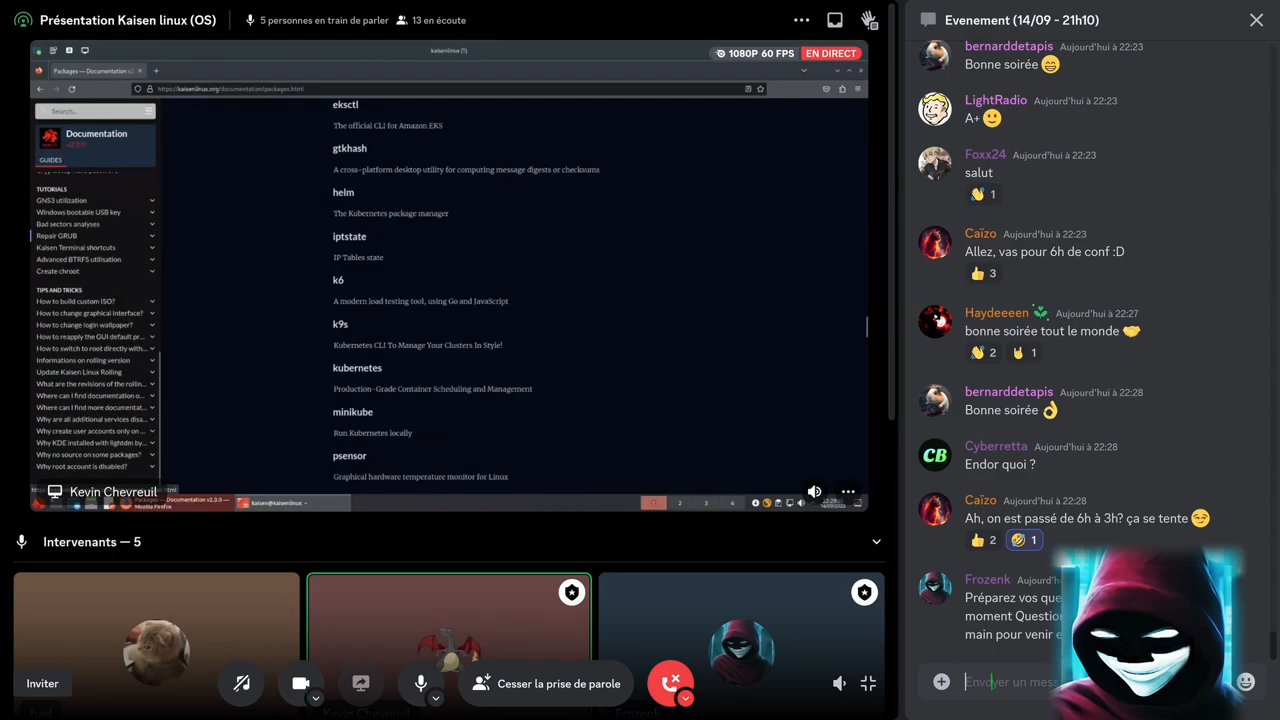 Présentation Kaisen linux (OS)
5 personnes en train de parler
13 en écoute
kaisenlinux (1)
1080P 60 FPS
EN DIRECT
Packages — Documentation v2.
https://kaisenlinux.org/documentation/packages.html
Search...
Documentation
v2.3.0
GUIDES
TUTORIALS
GNS3 utilization
Windows bootable USB key
Bad sectors analyses
Repair GRUB
Kaisen Terminal shortcuts
Advanced BTRFS utilisation
Create chroot
TIPS AND TRICKS
How to build custom ISO?
How to change graphical interface?
How to change login wallpaper?
How to reapply the GUI default pr...
How to switch to root directly with...
Informations on rolling version
Update Kaisen Linux Rolling
What are the revisions of the rollin...
Where can I find documentation o...
Where can I find more documentat...
Why are all additional services disa...
Why create user accounts only on ...
Why KDE installed with lightdm by...
Why no source on some packages?
Why root account is disabled?
eksctl
The official CLI for Amazon EKS
gtkhash
A cross-platform desktop utility for computing message digests or checksums
helm
The Kubernetes package manager
iptstate
IP Tables state
k6
A modern load testing tool, using Go and JavaScript
k9s
Kubernetes CLI To Manage Your Clusters In Style!
kubernetes
Production-Grade Container Scheduling and Management
minikube
Run Kubernetes locally
psensor
Graphical hardware temperature monitor for Linux
Kevin Chevreuil
Packages — Documentation v2.3.0 —
Mozilla Firefox
kaisen@kaisenlinux: ~
1
2
3
4
Intervenants — 5
Inviter
Kevin Chevreuil
Frozenk
Cesser la prise de parole
Evenement (14/09 - 21h10)
bernarddetapis Aujourd'hui à 22:23
Bonne soirée 😁
LightRadio Aujourd'hui à 22:23
A+ 🙂
Foxx24 Aujourd'hui à 22:23
salut
👋 1
Caïzo Aujourd'hui à 22:23
Allez, vas pour 6h de conf :D
👍 3
Haydeeeen Aujourd'hui à 22:27
bonne soirée tout le monde 🤝
👋 2 🤘 1
bernarddetapis Aujourd'hui à 22:28
Bonne soirée 👌
CB
Cyberretta Aujourd'hui à 22:28
Endor quoi ?
Caïzo Aujourd'hui à 22:28
Ah, on est passé de 6h à 3h? ça se tente 😏
👍 2 🤣 1
Frozenk Aujourd'hu
Préparez vos que
moment Question
main pour venir e
Envoyer un mess